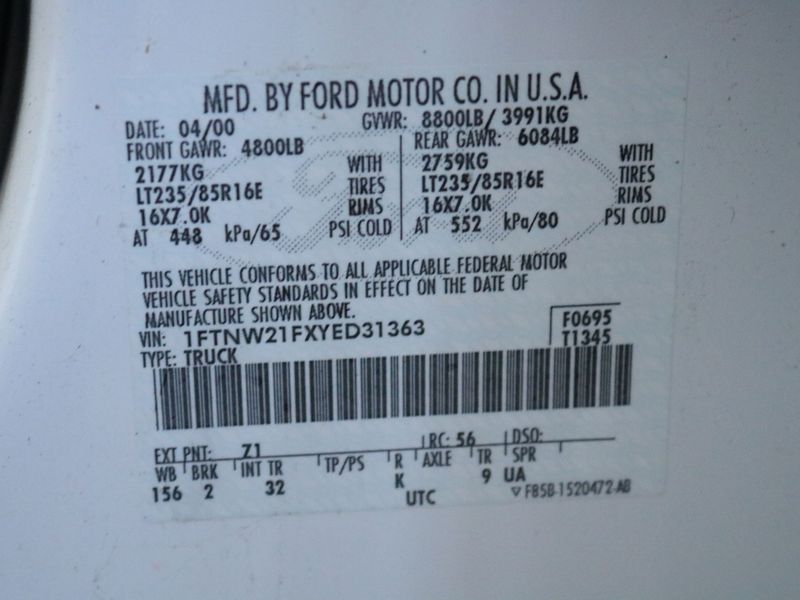 MFD. BY FORD MOTOR CO. IN U.S.A.
DATE: 04/00 GVWR: 8800LB/ 3991KG
FRONT GAWR: 4800LB REAR GAWR: 6084LB
2177KG WITH 2759KG WITH
LT235/85R16E TIRES LT235/85R16E TIRES
16X7.0K RIMS 16X7.0K RIMS
AT 448 kPa/65 PSI COLD AT 552 kPa/80 PSI COLD
THIS VEHICLE CONFORMS TO ALL APPLICABLE FEDERAL MOTOR
VEHICLE SAFETY STANDARDS IN EFFECT ON THE DATE OF
MANUFACTURE SHOWN ABOVE.
VIN: 1FTNW21FXYED31363 F0695
TYPE: TRUCK T1345
EXT PNT: Z1 RC: 56 DSO:
WB BRK INT TR TP/PS R AXLE TR SPR
156 2 32 K 9 UA
UTC ▽ F85B-1520472-AB